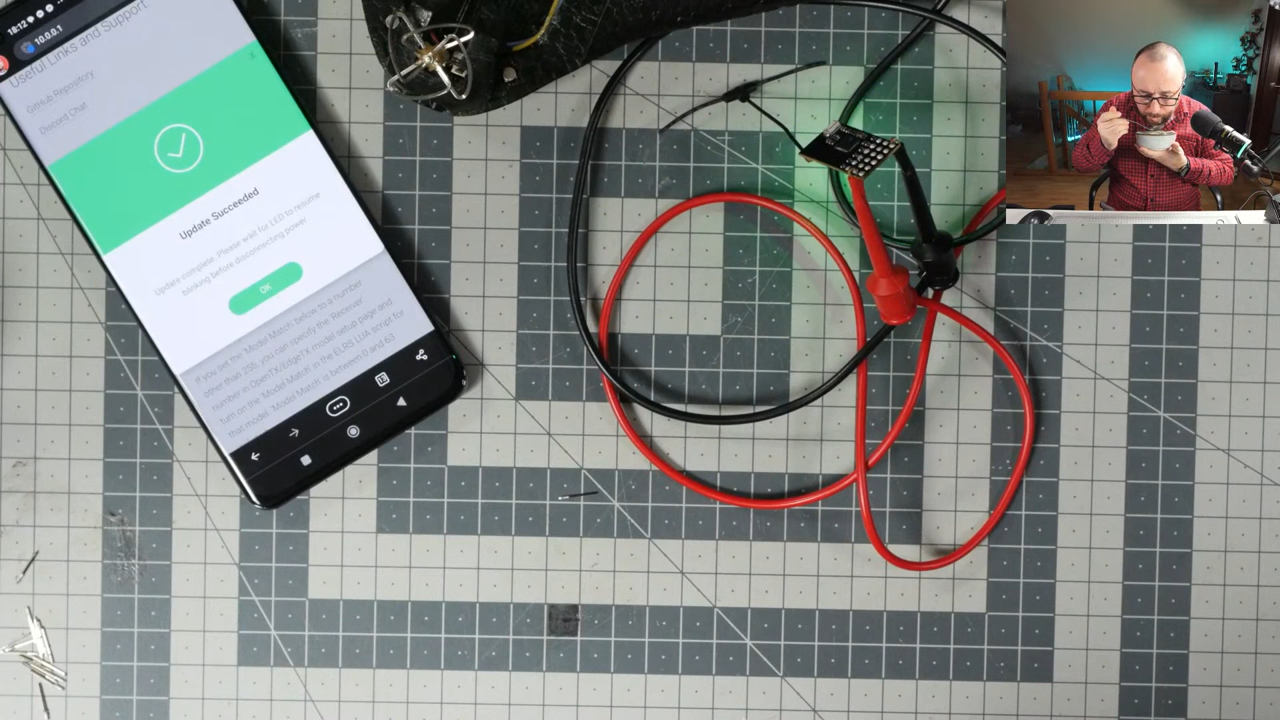 18:12
10.0.0.1
Useful Links and Support
GitHub Repository
Discord Chat
x
Update Succeeded
Update complete. Please wait for LED to resume
blinking before disconnecting power.
OK
If you set the 'Model Match' below to a number
other than 255, you can specify the 'Receiver'
number in OpenTX/EdgeTX model setup page and
turn on the 'Model Match' in the ELRS LUA script for
that model. 'Model Match' is between 0 and 63